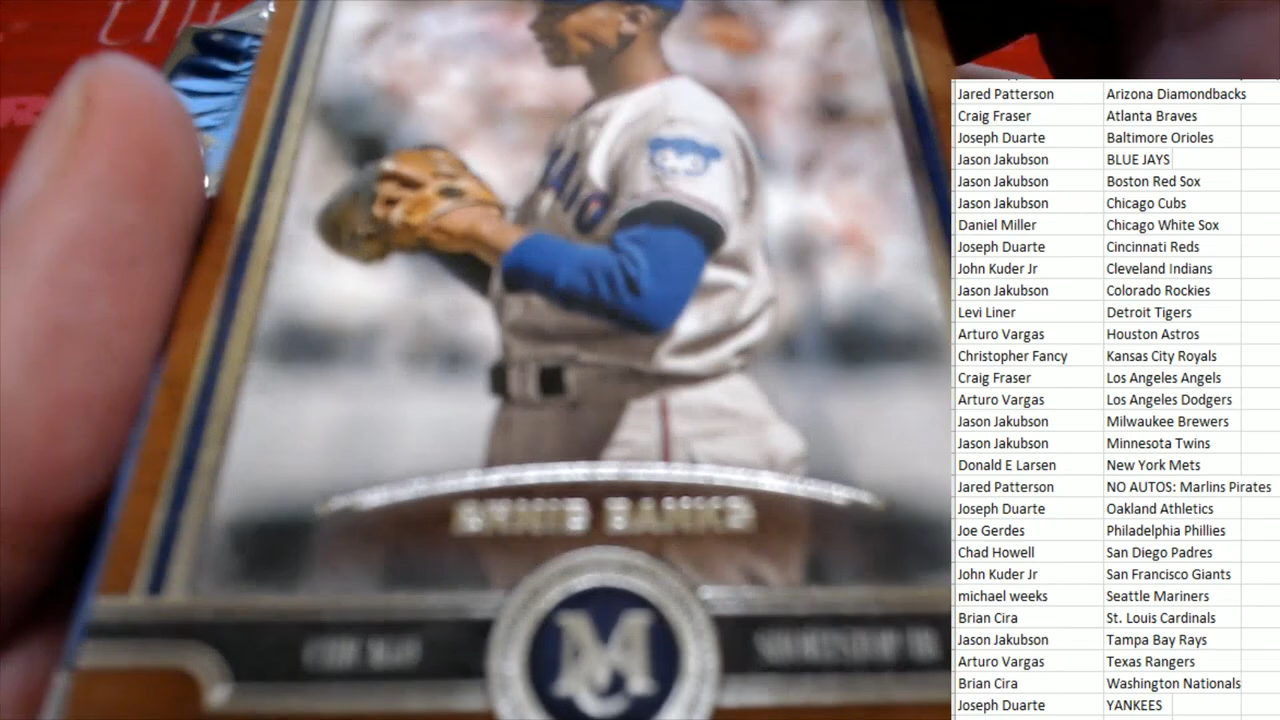 ERNIE BANKS
MC
Jared Patterson Arizona Diamondbacks
Craig Fraser Atlanta Braves
Joseph Duarte Baltimore Orioles
Jason Jakubson BLUE JAYS
Jason Jakubson Boston Red Sox
Jason Jakubson Chicago Cubs
Daniel Miller Chicago White Sox
Joseph Duarte Cincinnati Reds
John Kuder Jr Cleveland Indians
Jason Jakubson Colorado Rockies
Levi Liner Detroit Tigers
Arturo Vargas Houston Astros
Christopher Fancy Kansas City Royals
Craig Fraser Los Angeles Angels
Arturo Vargas Los Angeles Dodgers
Jason Jakubson Milwaukee Brewers
Jason Jakubson Minnesota Twins
Donald E Larsen New York Mets
Jared Patterson NO AUTOS: Marlins Pirates
Joseph Duarte Oakland Athletics
Joe Gerdes Philadelphia Phillies
Chad Howell San Diego Padres
John Kuder Jr San Francisco Giants
michael weeks Seattle Mariners
Brian Cira St. Louis Cardinals
Jason Jakubson Tampa Bay Rays
Arturo Vargas Texas Rangers
Brian Cira Washington Nationals
Joseph Duarte YANKEES